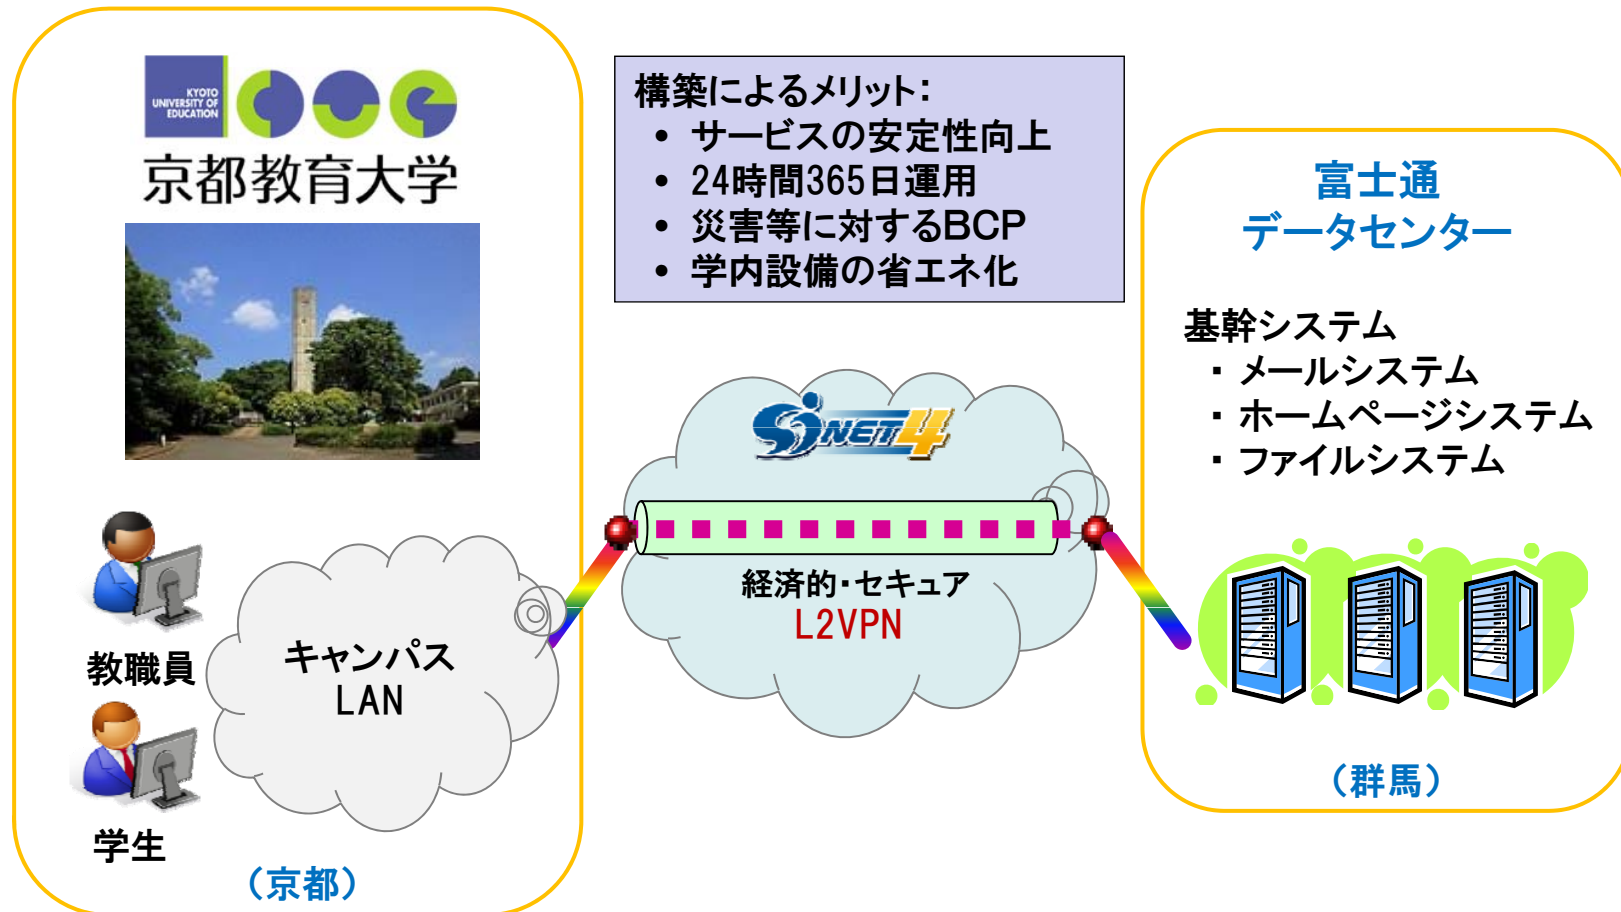 KYOTO
UNIVERSITY OF
EDUCATION
cue
京都教育大学
教職員
学生
キャンパス
LAN
（京都）
構築によるメリット：
• サービスの安定性向上
• 24時間365日運用
• 災害等に対するBCP
• 学内設備の省エネ化
SINET4
経済的・セキュア
L2VPN
富士通
データセンター
基幹システム
・メールシステム
・ホームページシステム
・ファイルシステム
（群馬）